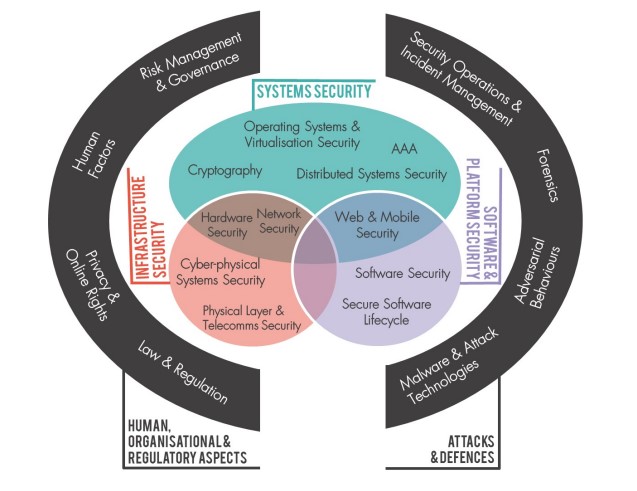 Risk Management
& Governance
Human
Factors
Privacy &
Online Rights
Law & Regulation
HUMAN,
ORGANISATIONAL &
REGULATORY ASPECTS
SYSTEMS SECURITY
Operating Systems &
Virtualisation Security
AAA
Cryptography
Distributed Systems Security
INFRASTRUCTURE
SECURITY
Hardware
Security
Network
Security
Cyber-physical
Systems Security
Physical Layer &
Telecomms Security
Web & Mobile
Security
SOFTWARE &
PLATFORM SECURITY
Software Security
Secure Software
Lifecycle
Security Operations &
Incident Management
Forensics
Adversarial
Behaviours
Malware & Attack
Technologies
ATTACKS
& DEFENCES